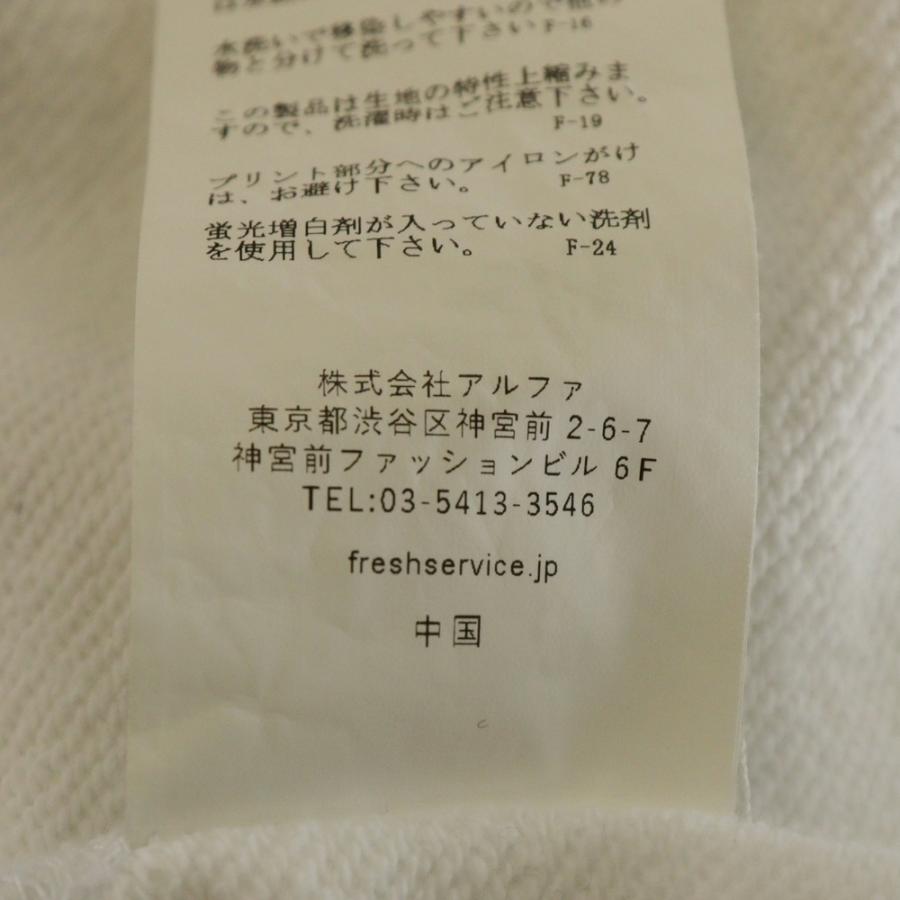 水洗いで移染しやすいので他の
物と分けて洗って下さい F-16
この製品は生地の特性上縮みま
すので、洗濯時はご注意下さい。
F-19
プリント部分へのアイロンがけ
は、お避け下さい。 F-78
蛍光増白剤が入っていない洗剤
を使用して下さい。 F-24
株式会社アルファ
東京都渋谷区神宮前 2-6-7
神宮前ファッションビル 6F
TEL:03-5413-3546
freshservice.jp
中国